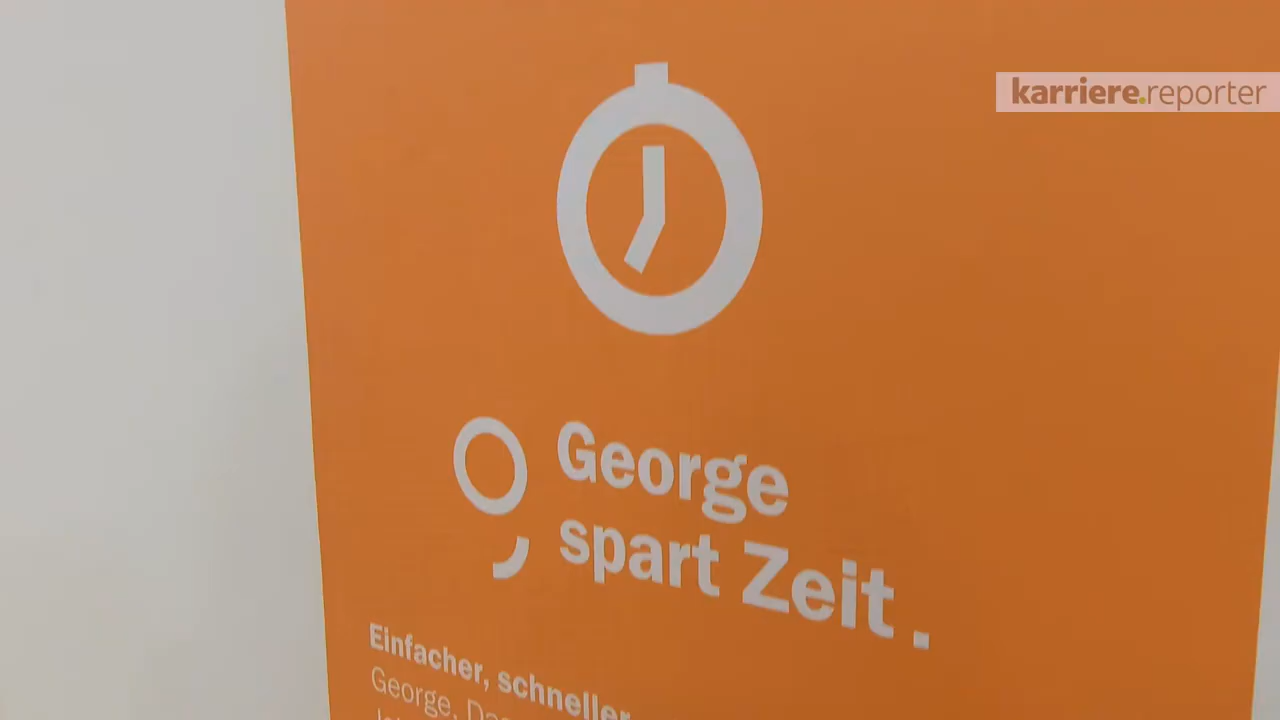 karriere.reporter
George
spart Zeit.
Einfacher, schneller
George.